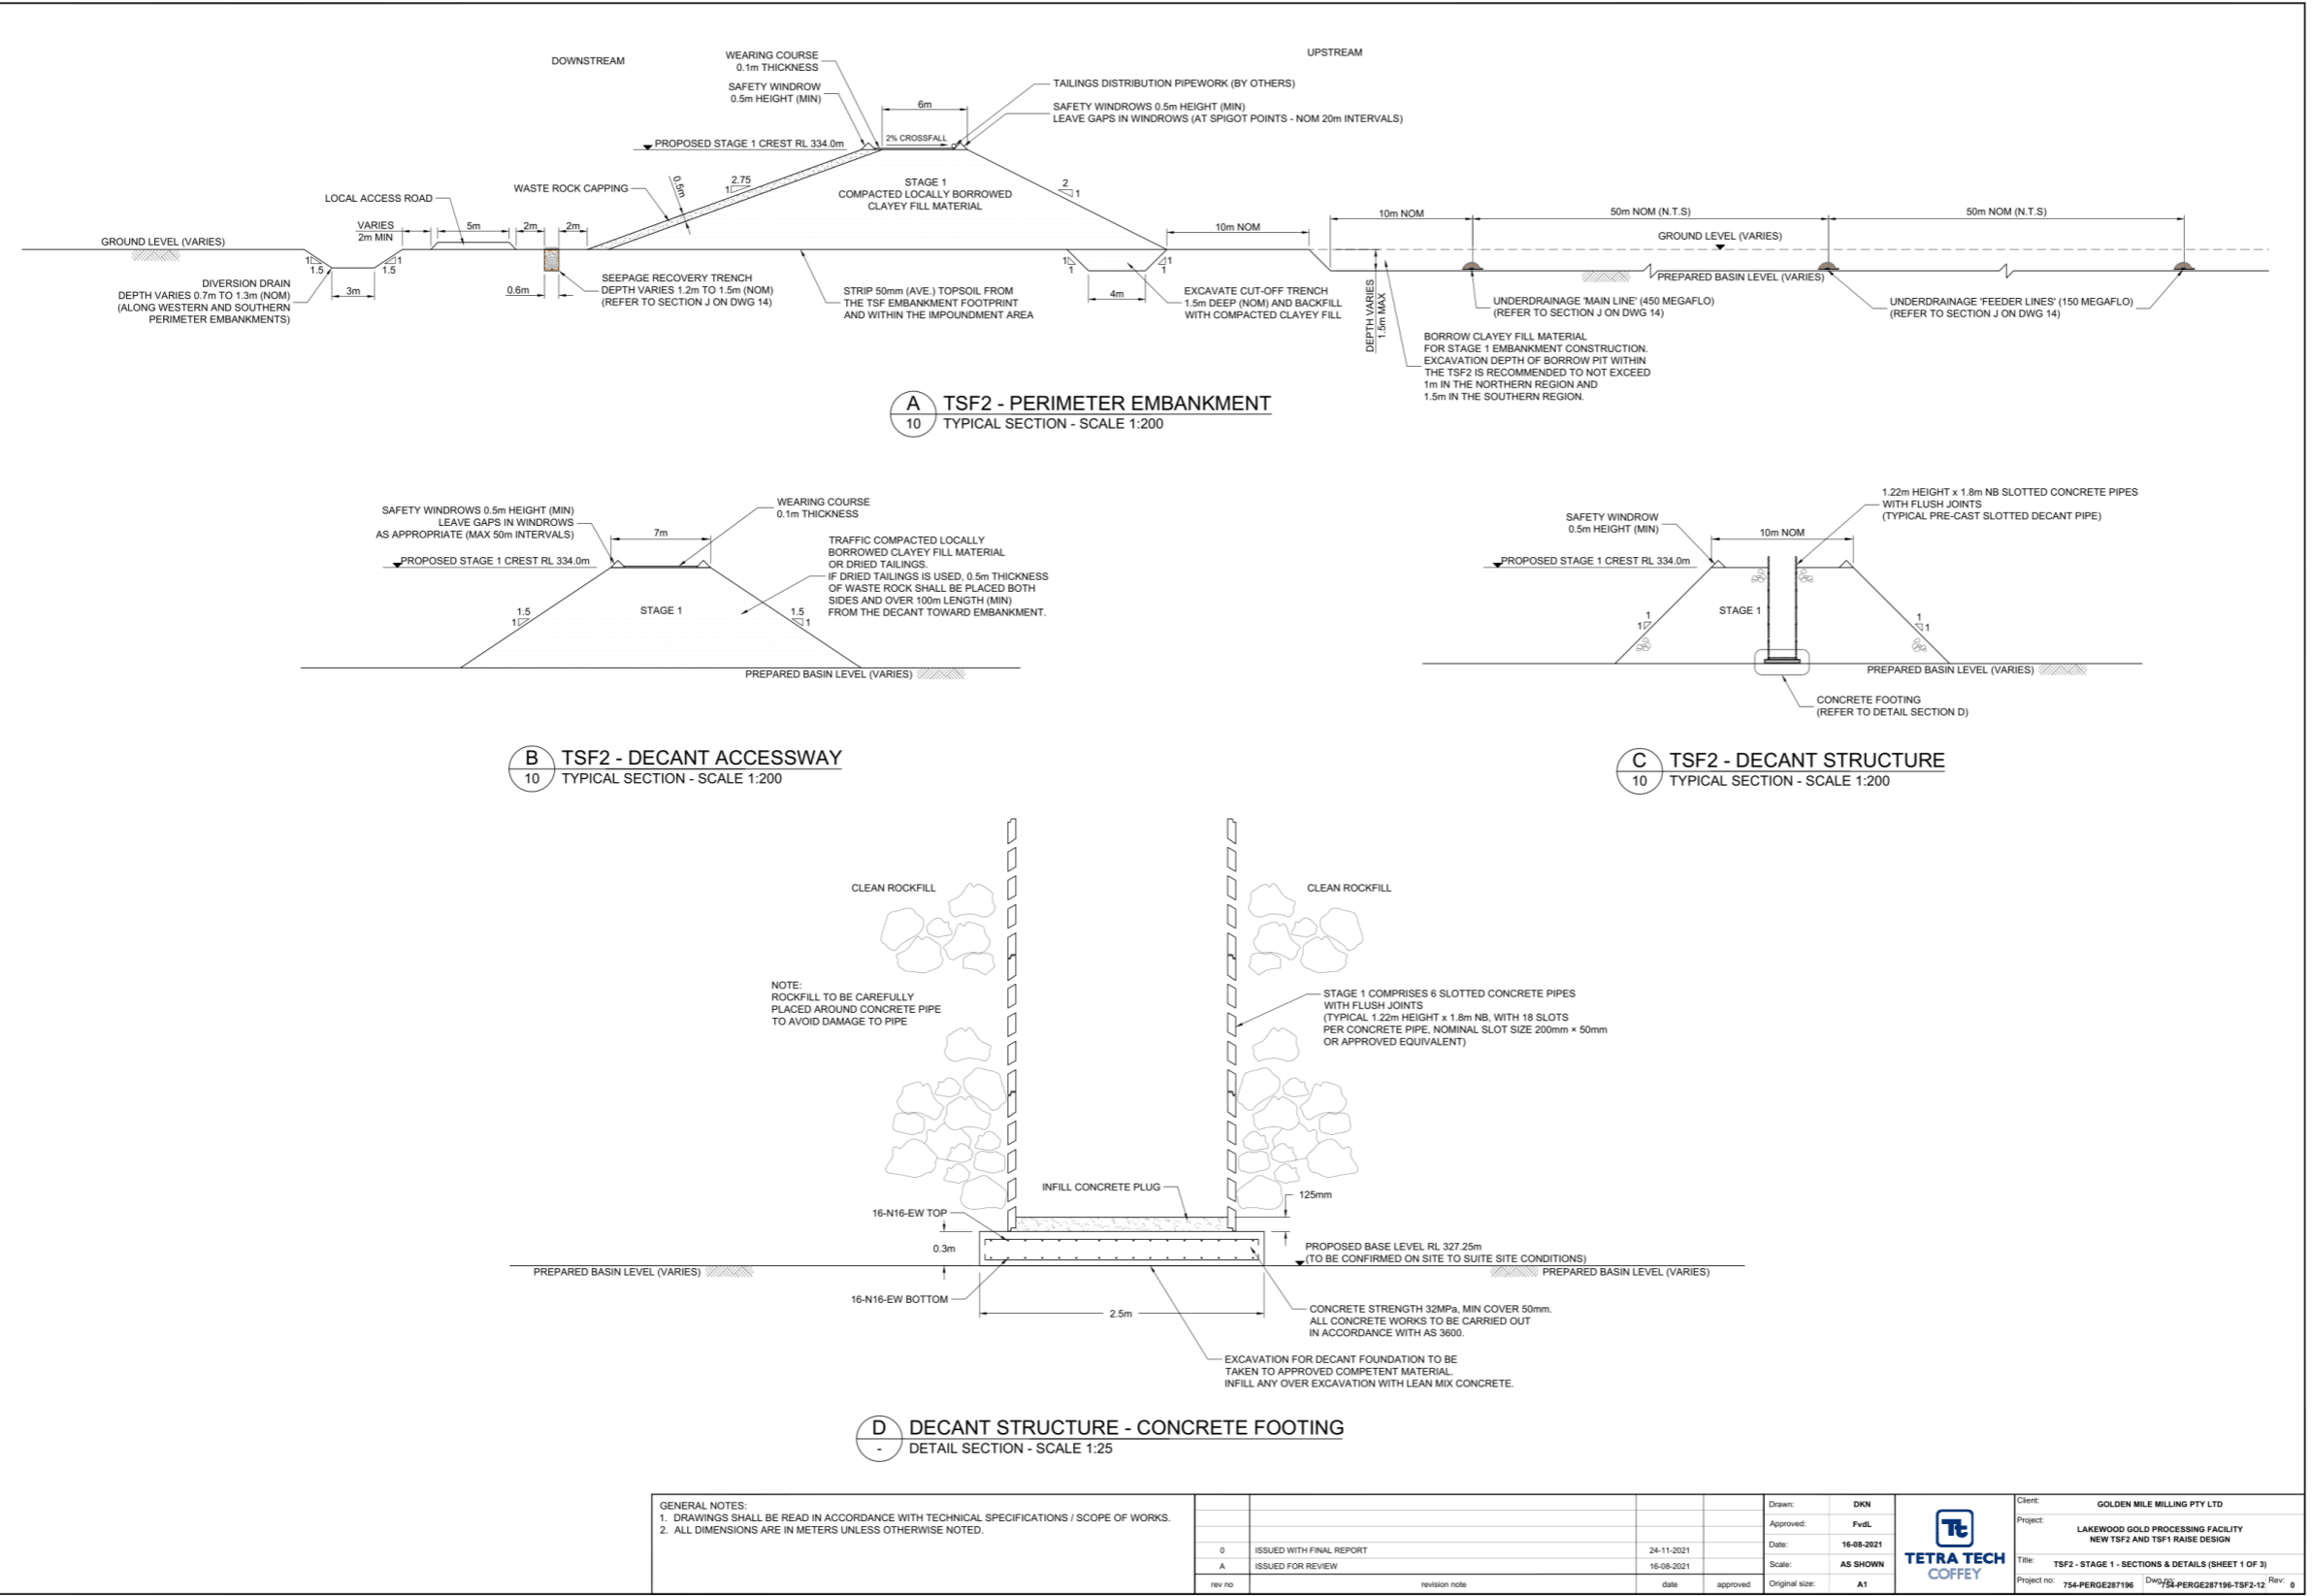 DOWNSTREAM
UPSTREAM
WEARING COURSE
0.1m THICKNESS
SAFETY WINDROW
0.5m HEIGHT (MIN)
6m
2% CROSSFALL
TAILINGS DISTRIBUTION PIPEWORK (BY OTHERS)
SAFETY WINDROWS 0.5m HEIGHT (MIN)
LEAVE GAPS IN WINDROWS (AT SPIGOT POINTS - NOM 20m INTERVALS)
PROPOSED STAGE 1 CREST RL 334.0m
WASTE ROCK CAPPING
0.5m
2.75
1
STAGE 1
COMPACTED LOCALLY BORROWED
CLAYEY FILL MATERIAL
2
1
LOCAL ACCESS ROAD
VARIES
2m MIN
5m
2m
2m
10m NOM
10m NOM
50m NOM (N.T.S)
50m NOM (N.T.S)
GROUND LEVEL (VARIES)
GROUND LEVEL (VARIES)
1
1.5
1
1.5
3m
DIVERSION DRAIN
DEPTH VARIES 0.7m TO 1.3m (NOM)
(ALONG WESTERN AND SOUTHERN
PERIMETER EMBANKMENTS)
0.6m
SEEPAGE RECOVERY TRENCH
DEPTH VARIES 1.2m TO 1.5m (NOM)
(REFER TO SECTION J ON DWG 14)
STRIP 50mm (AVE.) TOPSOIL FROM
THE TSF EMBANKMENT FOOTPRINT
AND WITHIN THE IMPOUNDMENT AREA
1
1
1
1
4m
EXCAVATE CUT-OFF TRENCH
1.5m DEEP (NOM) AND BACKFILL
WITH COMPACTED CLAYEY FILL
DEPTH VARIES
1.5m MAX
PREPARED BASIN LEVEL (VARIES)
UNDERDRAINAGE 'MAIN LINE' (450 MEGAFLO)
(REFER TO SECTION J ON DWG 14)
UNDERDRAINAGE 'FEEDER LINES' (150 MEGAFLO)
(REFER TO SECTION J ON DWG 14)
BORROW CLAYEY FILL MATERIAL
FOR STAGE 1 EMBANKMENT CONSTRUCTION.
EXCAVATION DEPTH OF BORROW PIT WITHIN
THE TSF2 IS RECOMMENDED TO NOT EXCEED
1m IN THE NORTHERN REGION AND
1.5m IN THE SOUTHERN REGION.
A
10
TSF2 - PERIMETER EMBANKMENT
TYPICAL SECTION - SCALE 1:200
SAFETY WINDROWS 0.5m HEIGHT (MIN)
LEAVE GAPS IN WINDROWS
AS APPROPRIATE (MAX 50m INTERVALS)
7m
WEARING COURSE
0.1m THICKNESS
PROPOSED STAGE 1 CREST RL 334.0m
TRAFFIC COMPACTED LOCALLY
BORROWED CLAYEY FILL MATERIAL
OR DRIED TAILINGS.
IF DRIED TAILINGS IS USED, 0.5m THICKNESS
OF WASTE ROCK SHALL BE PLACED BOTH
SIDES AND OVER 100m LENGTH (MIN)
FROM THE DECANT TOWARD EMBANKMENT.
1.5
1
STAGE 1
1.5
1
PREPARED BASIN LEVEL (VARIES)
B
10
TSF2 - DECANT ACCESSWAY
TYPICAL SECTION - SCALE 1:200
SAFETY WINDROW
0.5m HEIGHT (MIN)
10m NOM
1.22m HEIGHT x 1.8m NB SLOTTED CONCRETE PIPES
WITH FLUSH JOINTS
(TYPICAL PRE-CAST SLOTTED DECANT PIPE)
PROPOSED STAGE 1 CREST RL 334.0m
STAGE 1
1
1
1
1
PREPARED BASIN LEVEL (VARIES)
CONCRETE FOOTING
(REFER TO DETAIL SECTION D)
C
10
TSF2 - DECANT STRUCTURE
TYPICAL SECTION - SCALE 1:200
CLEAN ROCKFILL
CLEAN ROCKFILL
NOTE:
ROCKFILL TO BE CAREFULLY
PLACED AROUND CONCRETE PIPE
TO AVOID DAMAGE TO PIPE
STAGE 1 COMPRISES 6 SLOTTED CONCRETE PIPES
WITH FLUSH JOINTS
(TYPICAL 1.22m HEIGHT x 1.8m NB, WITH 18 SLOTS
PER CONCRETE PIPE, NOMINAL SLOT SIZE 200mm × 50mm
OR APPROVED EQUIVALENT)
INFILL CONCRETE PLUG
125mm
16-N16-EW TOP
0.3m
PROPOSED BASE LEVEL RL 327.25m
(TO BE CONFIRMED ON SITE TO SUITE SITE CONDITIONS)
PREPARED BASIN LEVEL (VARIES)
PREPARED BASIN LEVEL (VARIES)
16-N16-EW BOTTOM
2.5m
CONCRETE STRENGTH 32MPa, MIN COVER 50mm.
ALL CONCRETE WORKS TO BE CARRIED OUT
IN ACCORDANCE WITH AS 3600.
EXCAVATION FOR DECANT FOUNDATION TO BE
TAKEN TO APPROVED COMPETENT MATERIAL.
INFILL ANY OVER EXCAVATION WITH LEAN MIX CONCRETE.
D
-
DECANT STRUCTURE - CONCRETE FOOTING
DETAIL SECTION - SCALE 1:25
GENERAL NOTES:
1. DRAWINGS SHALL BE READ IN ACCORDANCE WITH TECHNICAL SPECIFICATIONS / SCOPE OF WORKS.
2. ALL DIMENSIONS ARE IN METERS UNLESS OTHERWISE NOTED.
0 ISSUED WITH FINAL REPORT 24-11-2021
A ISSUED FOR REVIEW 16-08-2021
rev no revision note date approved
Drawn: DKN
Approved: FvdL
Date: 16-08-2021
Scale: AS SHOWN
Original size: A1
Tt
TETRA TECH
COFFEY
Client: GOLDEN MILE MILLING PTY LTD
Project: LAKEWOOD GOLD PROCESSING FACILITY
NEW TSF2 AND TSF1 RAISE DESIGN
Title: TSF2 - STAGE 1 - SECTIONS & DETAILS (SHEET 1 OF 3)
Project no: 754-PERGE287196 Dwg no: 754-PERGE287196-TSF2-12 Rev: 0